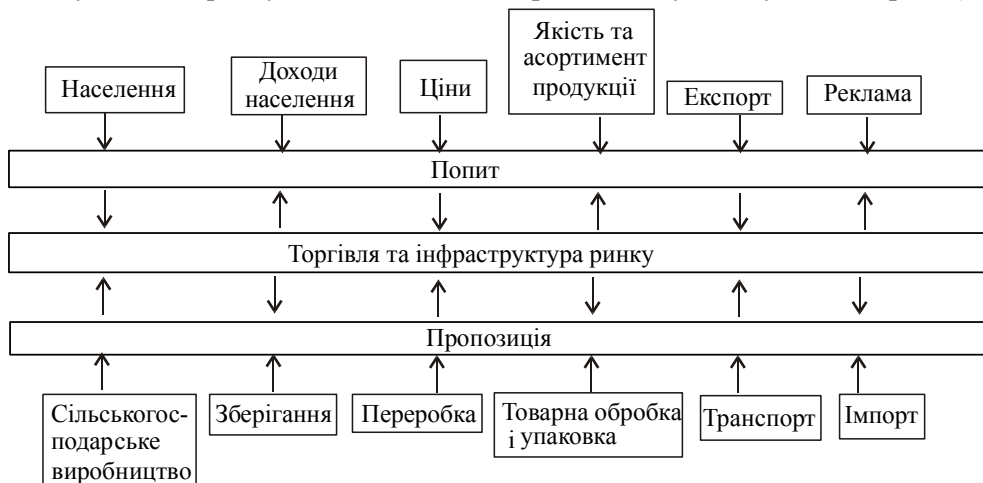 Якість та
асортимент
продукції
Населення
Доходи
населення
Ціни
Експорт
Реклама
Попит
Торгівля та інфраструктура ринку
Пропозиція
Сільськогос-
подарське
виробництво
Зберігання
Переробка
Товарна обробка
і упаковка
Транспорт
Імпорт